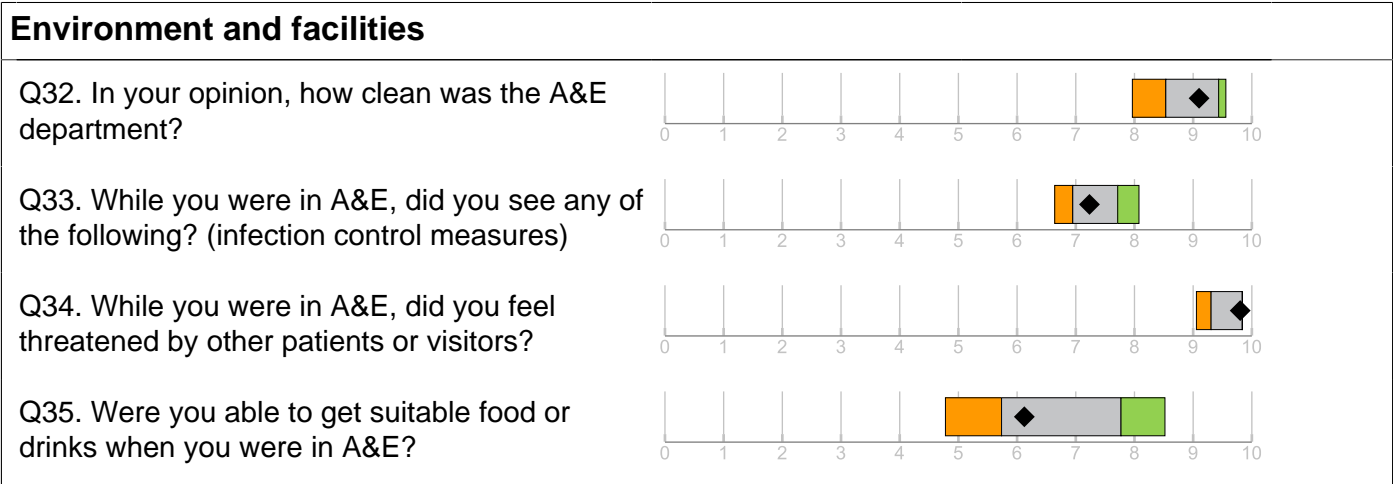 Environment and facilities
Q32. In your opinion, how clean was the A&E
department?
0 1 2 3 4 5 6 7 8 9 10
Q33. While you were in A&E, did you see any of
the following? (infection control measures)
0 1 2 3 4 5 6 7 8 9 10
Q34. While you were in A&E, did you feel
threatened by other patients or visitors?
0 1 2 3 4 5 6 7 8 9 10
Q35. Were you able to get suitable food or
drinks when you were in A&E?
0 1 2 3 4 5 6 7 8 9 10